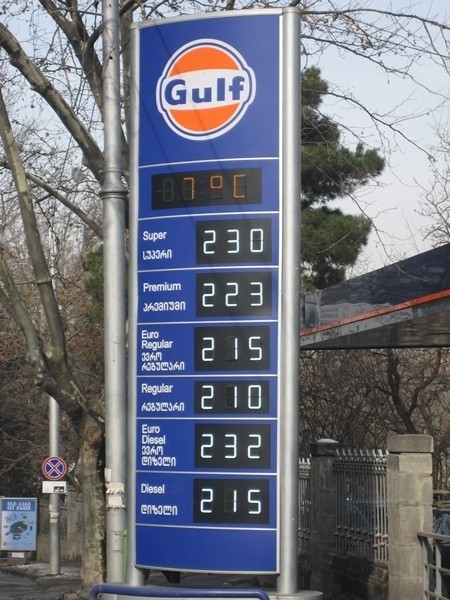 Gulf
7°C
Super
სუპერი
230
Premium
პრემიუმი
223
Euro
Regular
ევრო
რეგულარი
215
Regular
რეგულარი
210
Euro
Diesel
ევრო
დიზელი
232
Diesel
დიზელი
215